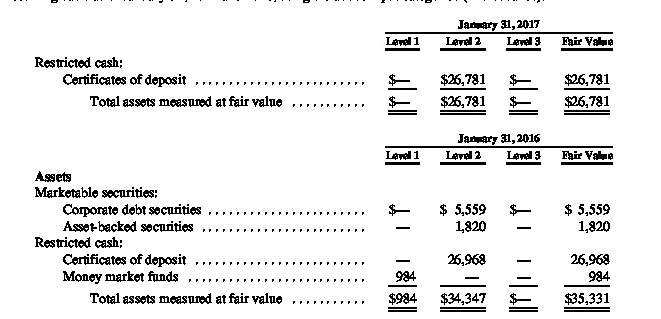 January 31, 2017
Level 1 Level 2 Level 3 Fair Value
Restricted cash:
Certificates of deposit ......................... $— $26,781 $— $26,781
Total assets measured at fair value ........... $— $26,781 $— $26,781
January 31, 2016
Level 1 Level 2 Level 3 Fair Value
Assets
Marketable securities:
Corporate debt securities ....................... $— $ 5,559 $— $ 5,559
Asset-backed securities ........................ — 1,820 — 1,820
Restricted cash:
Certificates of deposit ......................... — 26,968 — 26,968
Money market funds .......................... 984 — — 984
Total assets measured at fair value ........... $984 $34,347 $— $35,331